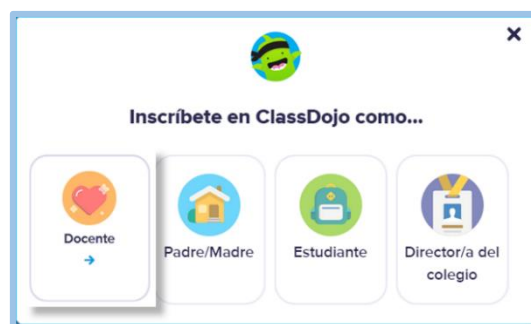 Inscríbete en ClassDojo como...
Docente
Padre/Madre
Estudiante
Director/a del
colegio